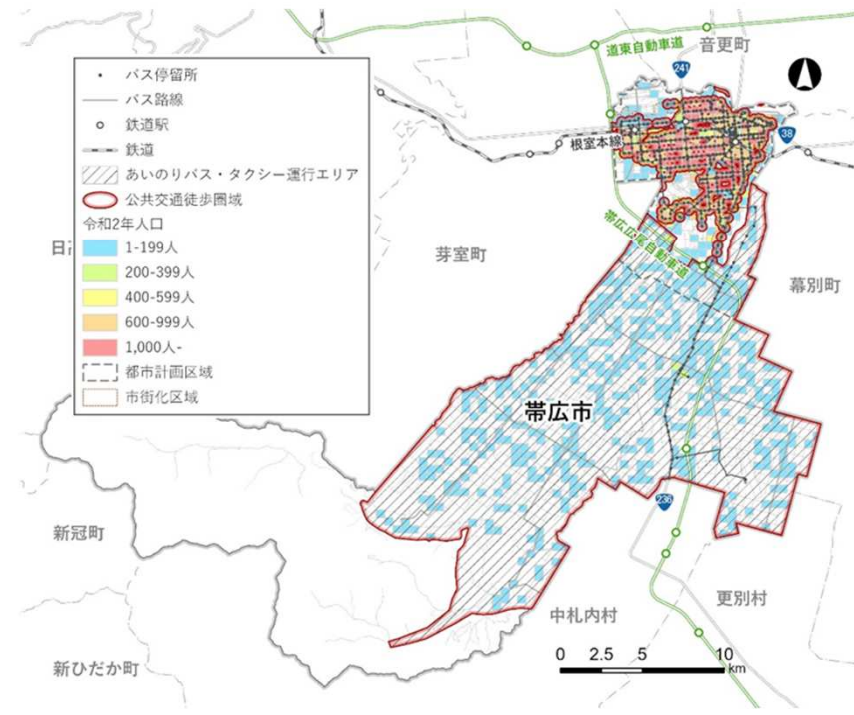 バス停留所
バス路線
鉄道駅
鉄道
あいのりバス・タクシー運行エリア
公共交通徒歩圏域
令和2年人口
1-199人
200-399人
400-599人
600-999人
1,000人-
都市計画区域
市街化区域
道東自動車道
音更町
241
38
根室本線
帯広広尾自動車道
芽室町
幕別町
日高
帯広市
236
新冠町
中札内村
更別村
新ひだか町
0 2.5 5 10
km